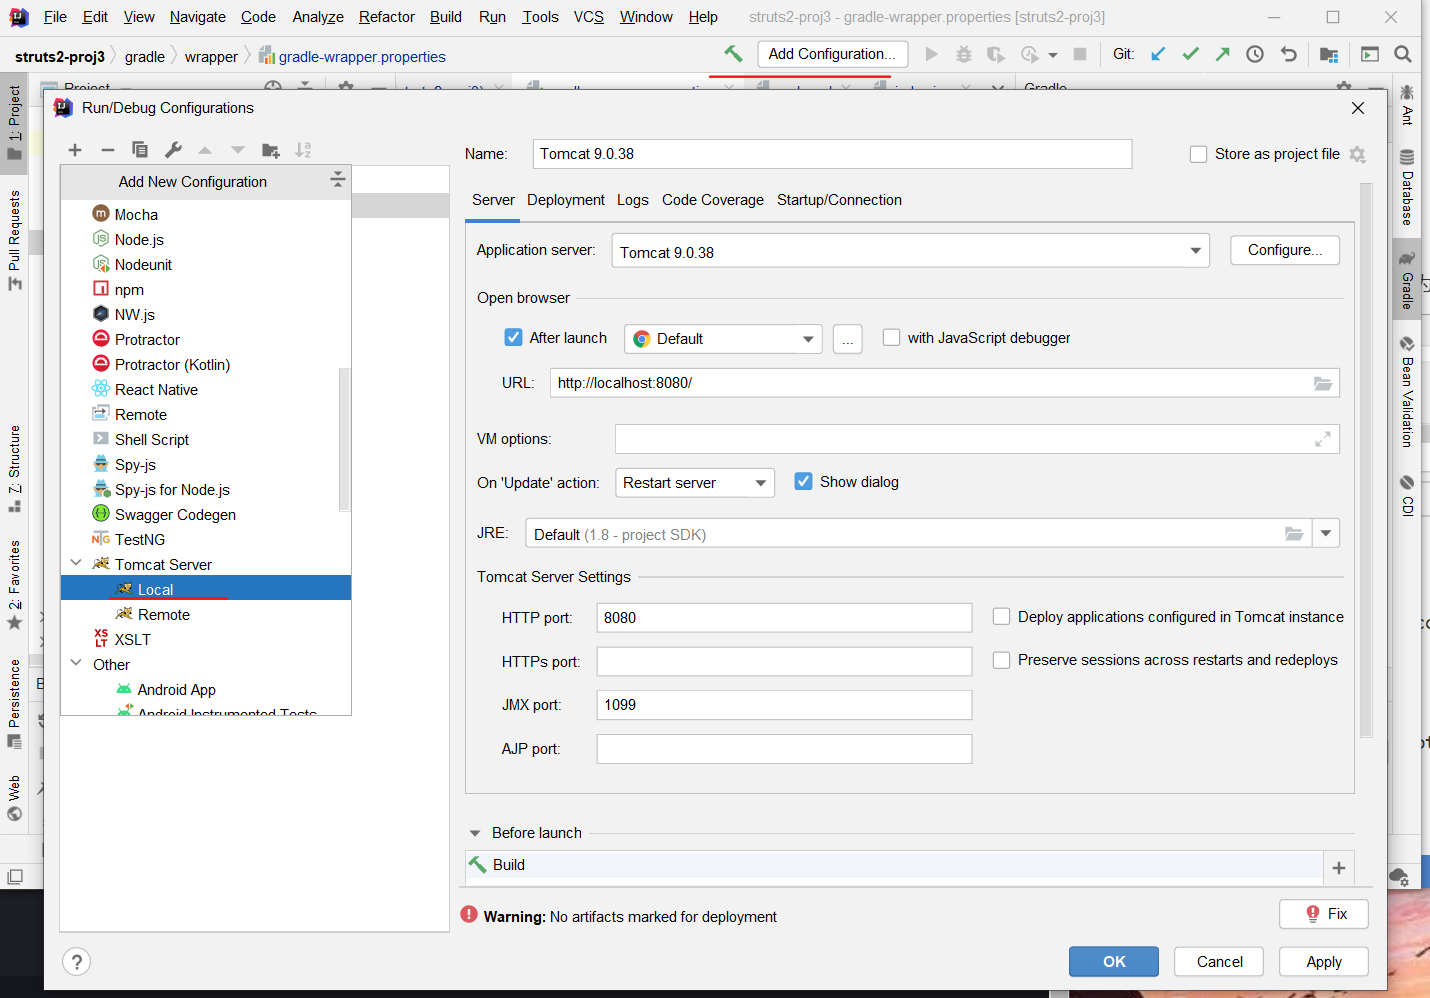 File Edit View Navigate Code Analyze Refactor Build Run Tools VCS Window Help struts2-proj3 - gradle-wrapper.properties [struts2-proj3]
struts2-proj3 gradle wrapper gradle-wrapper.properties Add Configuration... Git:
Project
Gradle
Run/Debug Configurations
1: Project
Pull Requests
Z: Structure
2: Favorites
Persistence
Web
Add New Configuration
Mocha
Node.js
Nodeunit
npm
NW.js
Protractor
Protractor (Kotlin)
React Native
Remote
Shell Script
Spy-js
Spy-js for Node.js
Swagger Codegen
TestNG
Tomcat Server
Local
Remote
XSLT
Other
Android App
Android Instrumented Tests
Name: Tomcat 9.0.38 Store as project file
Server Deployment Logs Code Coverage Startup/Connection
Application server: Tomcat 9.0.38 Configure...
Open browser
After launch Default ... with JavaScript debugger
URL: http://localhost:8080/
VM options:
On 'Update' action: Restart server Show dialog
JRE: Default (1.8 - project SDK)
Tomcat Server Settings
HTTP port: 8080 Deploy applications configured in Tomcat instance
HTTPs port: Preserve sessions across restarts and redeploys
JMX port: 1099
AJP port:
Before launch
Build
Warning: No artifacts marked for deployment Fix
? OK Cancel Apply
Ant
Database
Gradle
Bean Validation
CDI